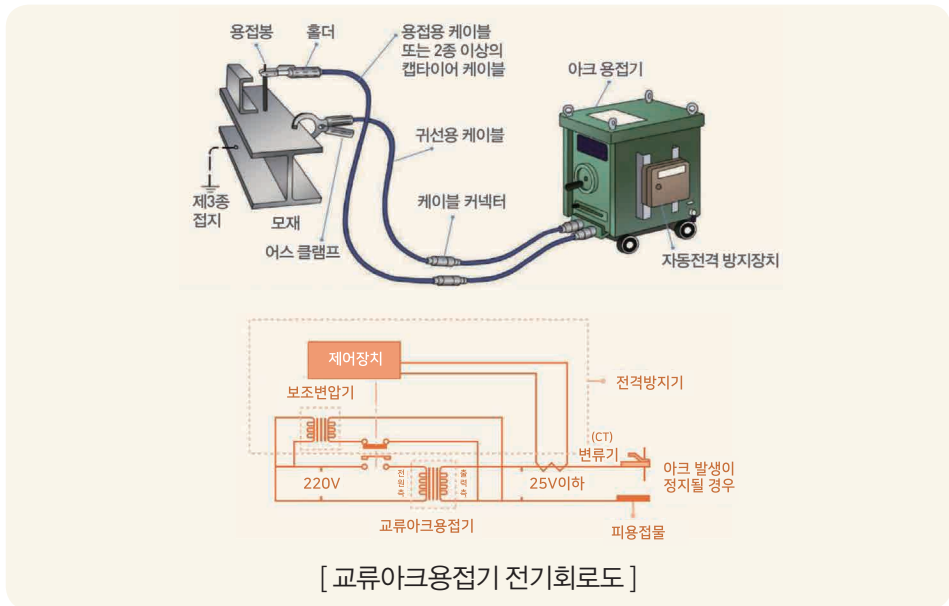 용접봉
홀더
용접용 케이블
또는 2종 이상의
캡타이어 케이블
아크 용접기
귀선용 케이블
케이블 커넥터
제3종
접지
모재
어스 클램프
자동전격 방지장치
제어장치
보조변압기
전격방지기
(CT)
변류기
220V
전원측
출력측
25V이하
아크 발생이
정지될 경우
교류아크용접기
피용접물
[ 교류아크용접기 전기회로도 ]